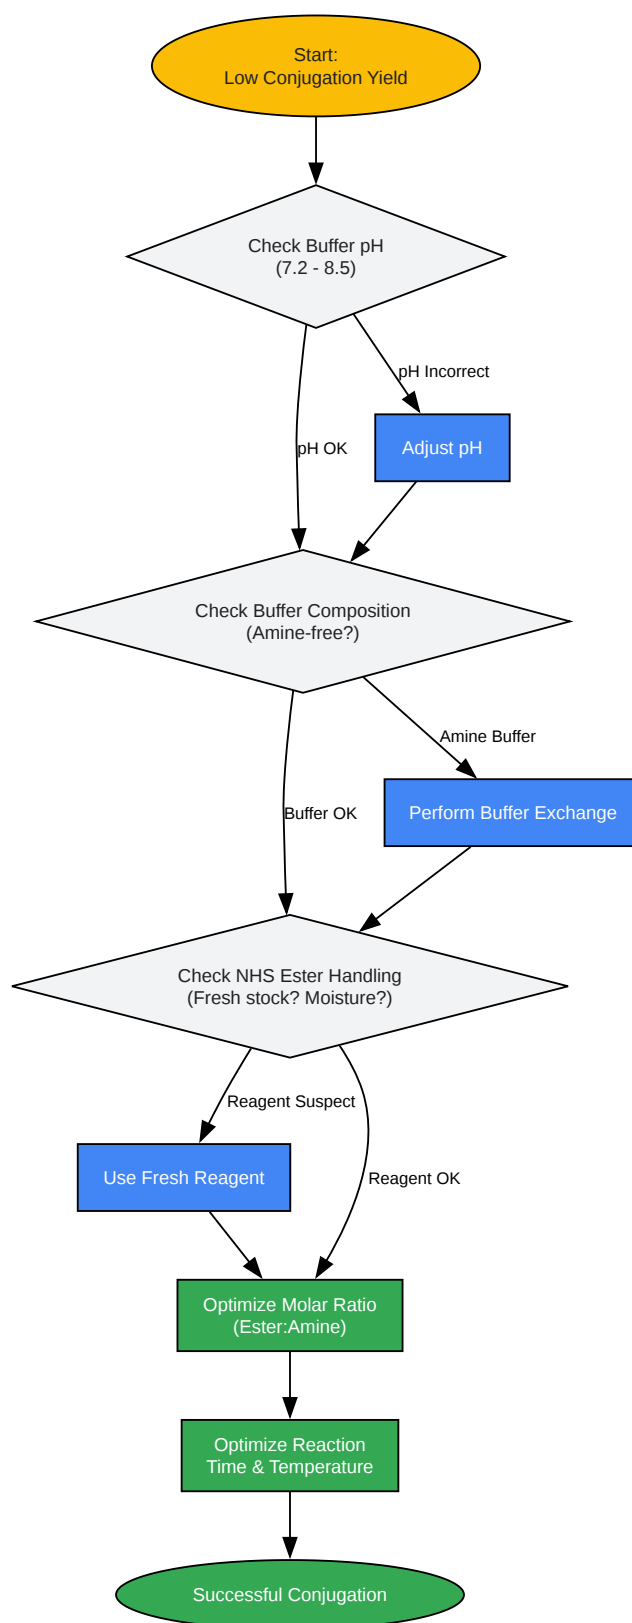 Start:
Low Conjugation Yield
Check Buffer pH
(7.2 - 8.5)
pH Incorrect
Adjust pH
pH OK
Check Buffer Composition
(Amine-free?)
Amine Buffer
Perform Buffer Exchange
Buffer OK
Check NHS Ester Handling
(Fresh stock? Moisture?)
Reagent Suspect
Use Fresh Reagent
Reagent OK
Optimize Molar Ratio
(Ester:Amine)
Optimize Reaction
Time & Temperature
Successful Conjugation